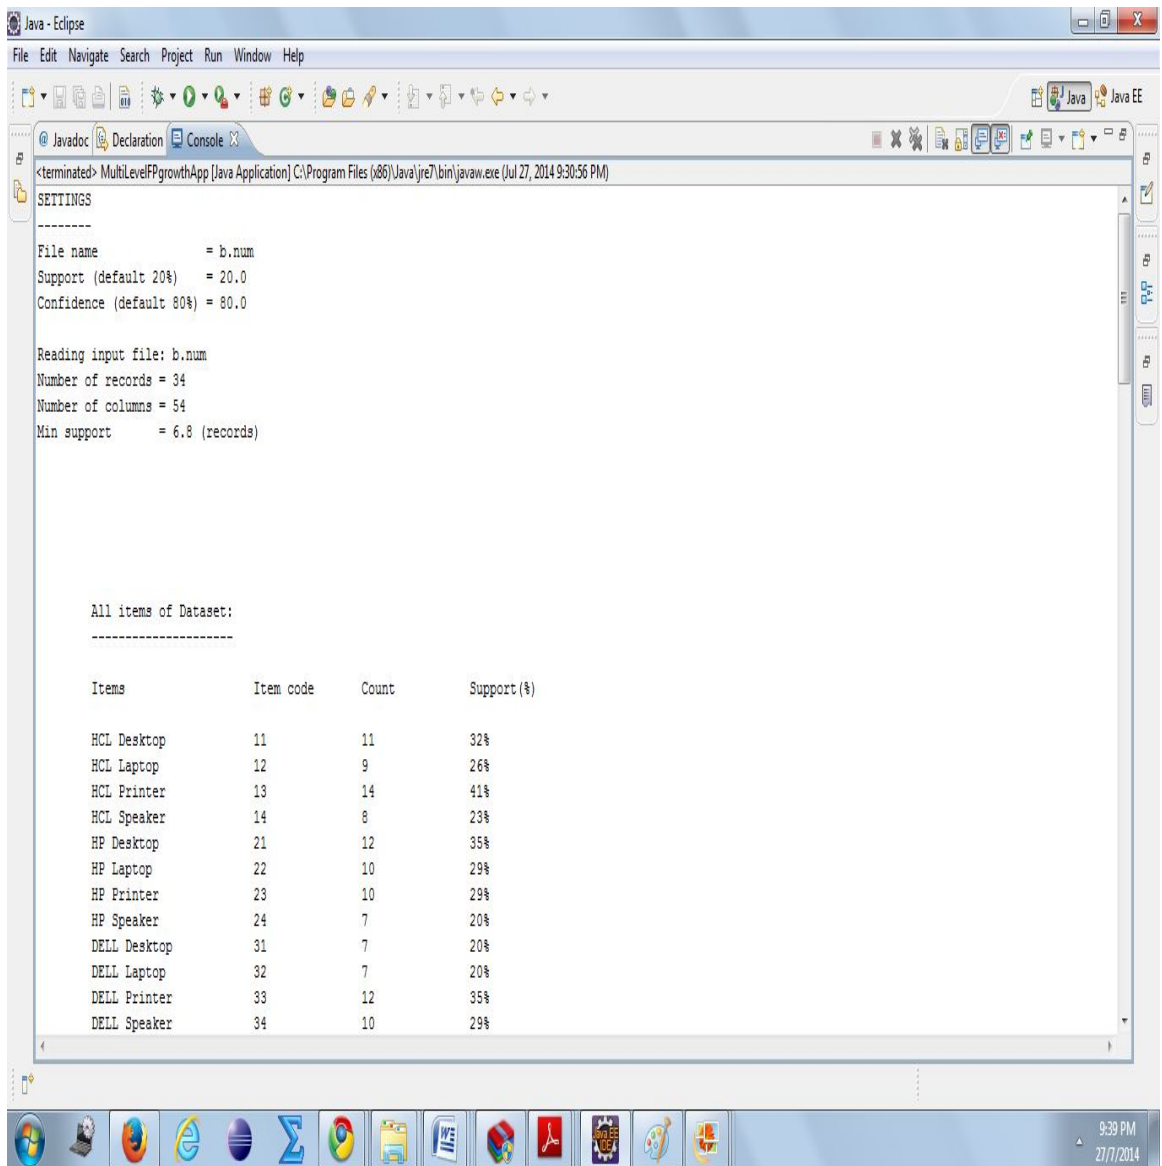 Java - Eclipse
File Edit Navigate Search Project Run Window Help
Java Java EE
@ Javadoc Declaration Console
<terminated> MultiLevelFPgrowthApp [Java Application] C:\Program Files (x86)\Java\jre7\bin\javaw.exe (Jul 27, 2014 9:30:56 PM)
SETTINGS
--------
File name = b.num
Support (default 20%) = 20.0
Confidence (default 80%) = 80.0
Reading input file: b.num
Number of records = 34
Number of columns = 54
Min support = 6.8 (records)
All items of Dataset:
---------------------
Items Item code Count Support(%)
HCL Desktop 11 11 32%
HCL Laptop 12 9 26%
HCL Printer 13 14 41%
HCL Speaker 14 8 23%
HP Desktop 21 12 35%
HP Laptop 22 10 29%
HP Printer 23 10 29%
HP Speaker 24 7 20%
DELL Desktop 31 7 20%
DELL Laptop 32 7 20%
DELL Printer 33 12 35%
DELL Speaker 34 10 29%
9:39 PM
27/7/2014